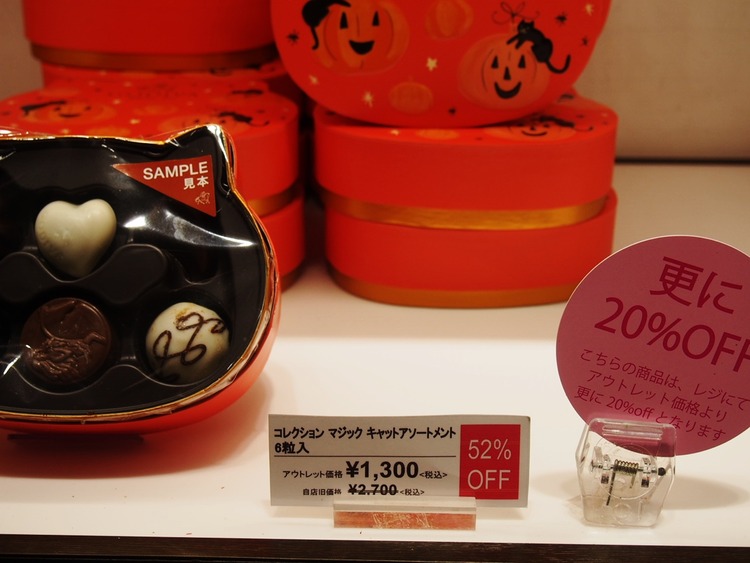 SAMPLE
見本
更に
20%OFF
こちらの商品は、レジにて
アウトレット価格より
更に 20%off となります
コレクション マジック キャットアソートメント
6粒入
アウトレット価格 ¥1,300 <税込>
自店旧価格 ¥2,700 <税込>
52%
OFF